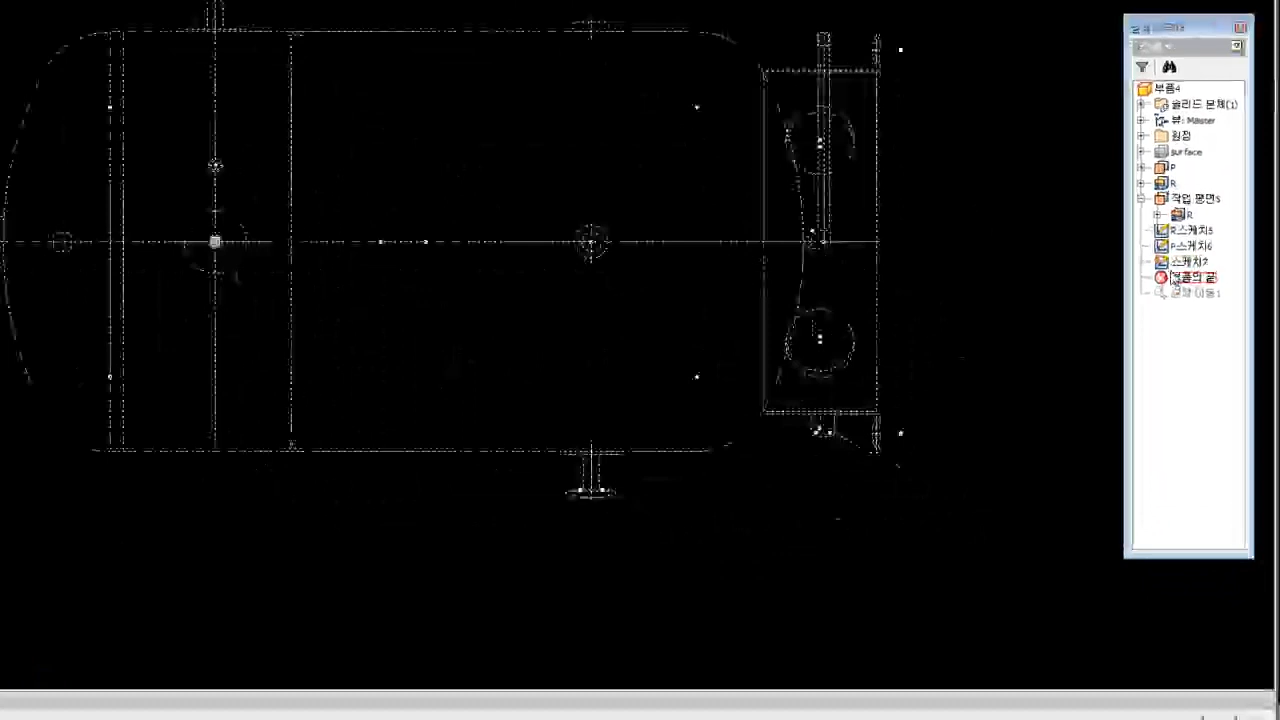 부품4
솔리드 본체(1)
뷰: Master
원점
surface
P
R
작업 평면5
R
R스케치5
P스케치6
스케치7
부품의 끝